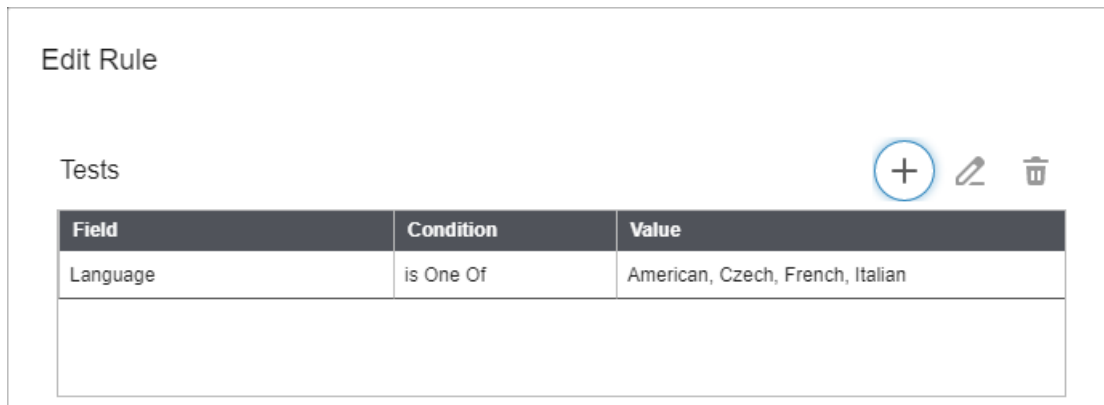 Edit Rule
Tests
Field Condition Value
Language is One Of American, Czech, French, Italian